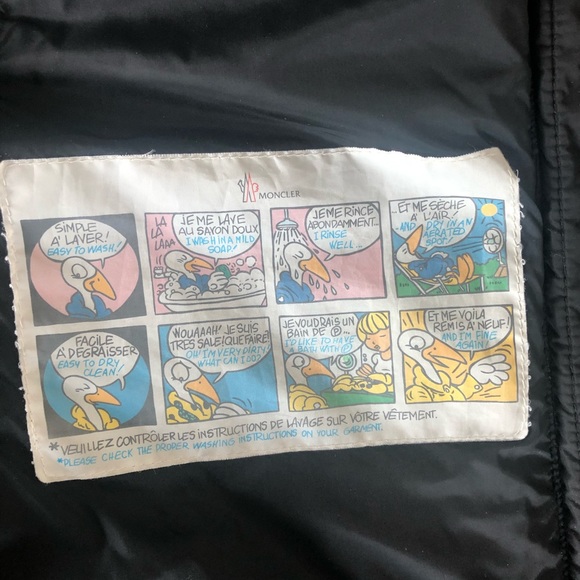 MONCLER
SIMPLE
A' LAVER!
EASY TO WASH!
LA
LA
LAAA
JE ME LAVE
AU SAVON DOUX
I WASH IN A MILD
SOAP!
JE ME RINCE
ABONDAMMENT...
I RINSE
WELL...
...ET ME SÈCHE
A' L'AIR!
AND DRY IN AN
AERATED
SPOT!
FACILE
A' DEGRAISSER
EASY TO DRY
CLEAN!
WOUAAAH' JE SUIS
TRES SALE (QUE FAIRE)
OH! I'M VERY DIRTY
WHAT CAN I DO?
JE VOUDRAIS UN
BAIN DE Ⓟ...
I'D LIKE TO HAVE
A BATH WITH Ⓟ
ET ME VOILA
REMIS A' NEUF!
AND I'M FINE
AGAIN!
*VEUILLEZ CONTRÔLER LES INSTRUCTIONS DE LAVAGE SUR VÔTRE VÊTEMENT.
*PLEASE CHECK THE PROPER WASHING INSTRUCTIONS ON YOUR GARMENT.